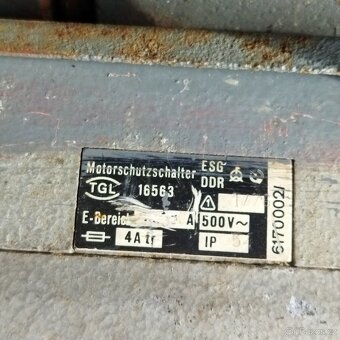 Motorschutzschalter ESG
TGL 16563 DDR
E-Bereich A 500V~
4A tr IP
6170002/